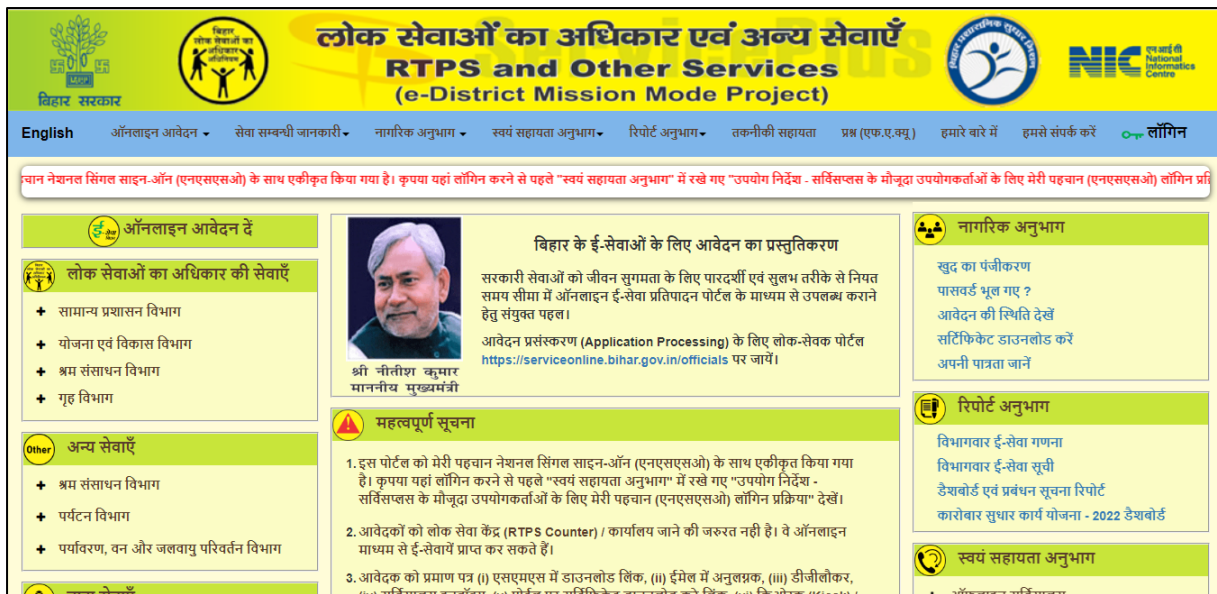 बिहार सरकार
बिहार
लोक सेवाओं का
अधिकार
अधिनियम
लोक सेवाओं का अधिकार एवं अन्य सेवाएँ
RTPS and Other Services
(e-District Mission Mode Project)
ServicePlus
NIC
एन आई सी
National
Informatics
Centre
English
ऑनलाइन आवेदन
सेवा सम्बन्धी जानकारी
नागरिक अनुभाग
स्वयं सहायता अनुभाग
रिपोर्ट अनुभाग
तकनीकी सहायता
प्रश्न (एफ.ए.क्यू )
हमारे बारे में
हमसे संपर्क करें
लॉगिन
चान नेशनल सिंगल साइन-ऑन (एनएसएसओ) के साथ एकीकृत किया गया है। कृपया यहां लॉगिन करने से पहले "स्वयं सहायता अनुभाग" में रखे गए "उपयोग निर्देश - सर्विसप्लस के मौजूदा उपयोगकर्ताओं के लिए मेरी पहचान (एनएसएसओ) लॉगिन
ऑनलाइन आवेदन दें
लोक सेवाओं का अधिकार की सेवाएँ
सामान्य प्रशासन विभाग
योजना एवं विकास विभाग
श्रम संसाधन विभाग
गृह विभाग
Other
अन्य सेवाएँ
श्रम संसाधन विभाग
पर्यटन विभाग
पर्यावरण, वन और जलवायु परिवर्तन विभाग
श्री नीतीश कुमार
माननीय मुख्यमंत्री
बिहार के ई-सेवाओं के लिए आवेदन का प्रस्तुतिकरण
सरकारी सेवाओं को जीवन सुगमता के लिए पारदर्शी एवं सुलभ तरीके से नियत
समय सीमा में ऑनलाइन ई-सेवा प्रतिपादन पोर्टल के माध्यम से उपलब्ध कराने
हेतु संयुक्त पहल।
आवेदन प्रसंस्करण (Application Processing) के लिए लोक-सेवक पोर्टल
https://serviceonline.bihar.gov.in/officials पर जायें।
महत्वपूर्ण सूचना
1. इस पोर्टल को मेरी पहचान नेशनल सिंगल साइन-ऑन (एनएसएसओ) के साथ एकीकृत किया गया
है। कृपया यहां लॉगिन करने से पहले "स्वयं सहायता अनुभाग" में रखे गए "उपयोग निर्देश -
सर्विसप्लस के मौजूदा उपयोगकर्ताओं के लिए मेरी पहचान (एनएसएसओ) लॉगिन प्रक्रिया" देखें।
2. आवेदकों को लोक सेवा केंद्र (RTPS Counter) / कार्यालय जाने की जरुरत नही है। वे ऑनलाइन
माध्यम से ई-सेवायें प्राप्त कर सकते हैं।
3. आवेदक को प्रमाण पत्र (i) एसएमएस में डाउनलोड लिंक, (ii) ईमेल में अनुलग्नक, (iii) डीजीलौकर,
नागरिक अनुभाग
खुद का पंजीकरण
पासवर्ड भूल गए ?
आवेदन की स्थिति देखें
सर्टिफिकेट डाउनलोड करें
अपनी पात्रता जानें
रिपोर्ट अनुभाग
विभागवार ई-सेवा गणना
विभागवार ई-सेवा सूची
डैशबोर्ड एवं प्रबंधन सूचना रिपोर्ट
कारोबार सुधार कार्य योजना - 2022 डैशबोर्ड
स्वयं सहायता अनुभाग